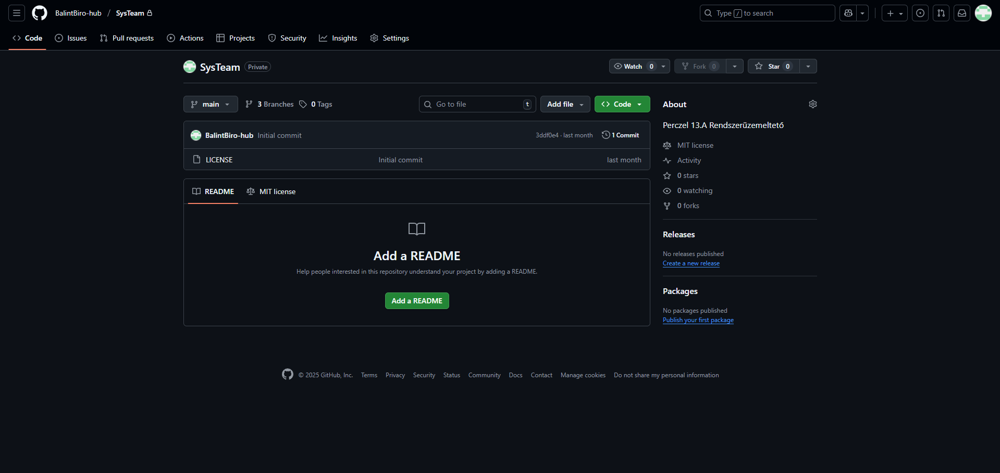 BalintBiro-hub / SysTeam
Type / to search
Code Issues Pull requests Actions Projects Security Insights Settings
SysTeam Private
Watch 0 Fork 0 Star 0
main 3 Branches 0 Tags
Go to file t Add file Code
BalintBiro-hub Initial commit 3ddf0e4 · last month 1 Commit
LICENSE Initial commit last month
README MIT license
Add a README
Help people interested in this repository understand your project by adding a README.
Add a README
About
Perczel 13.A Rendszerüzemeltető
MIT license
Activity
0 stars
0 watching
0 forks
Releases
No releases published
Create a new release
Packages
No packages published
Publish your first package
© 2025 GitHub, Inc. Terms Privacy Security Status Community Docs Contact Manage cookies Do not share my personal information